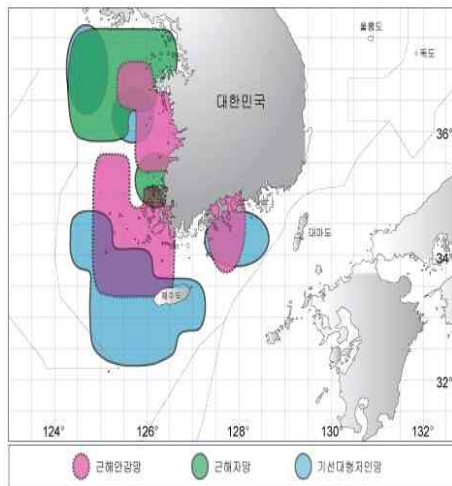 울릉도
독도
대한민국
36°
대마도
34°
제주도
32°
124° 126° 128° 130° 132°
근해안강망 근해자망 기선대형저인망